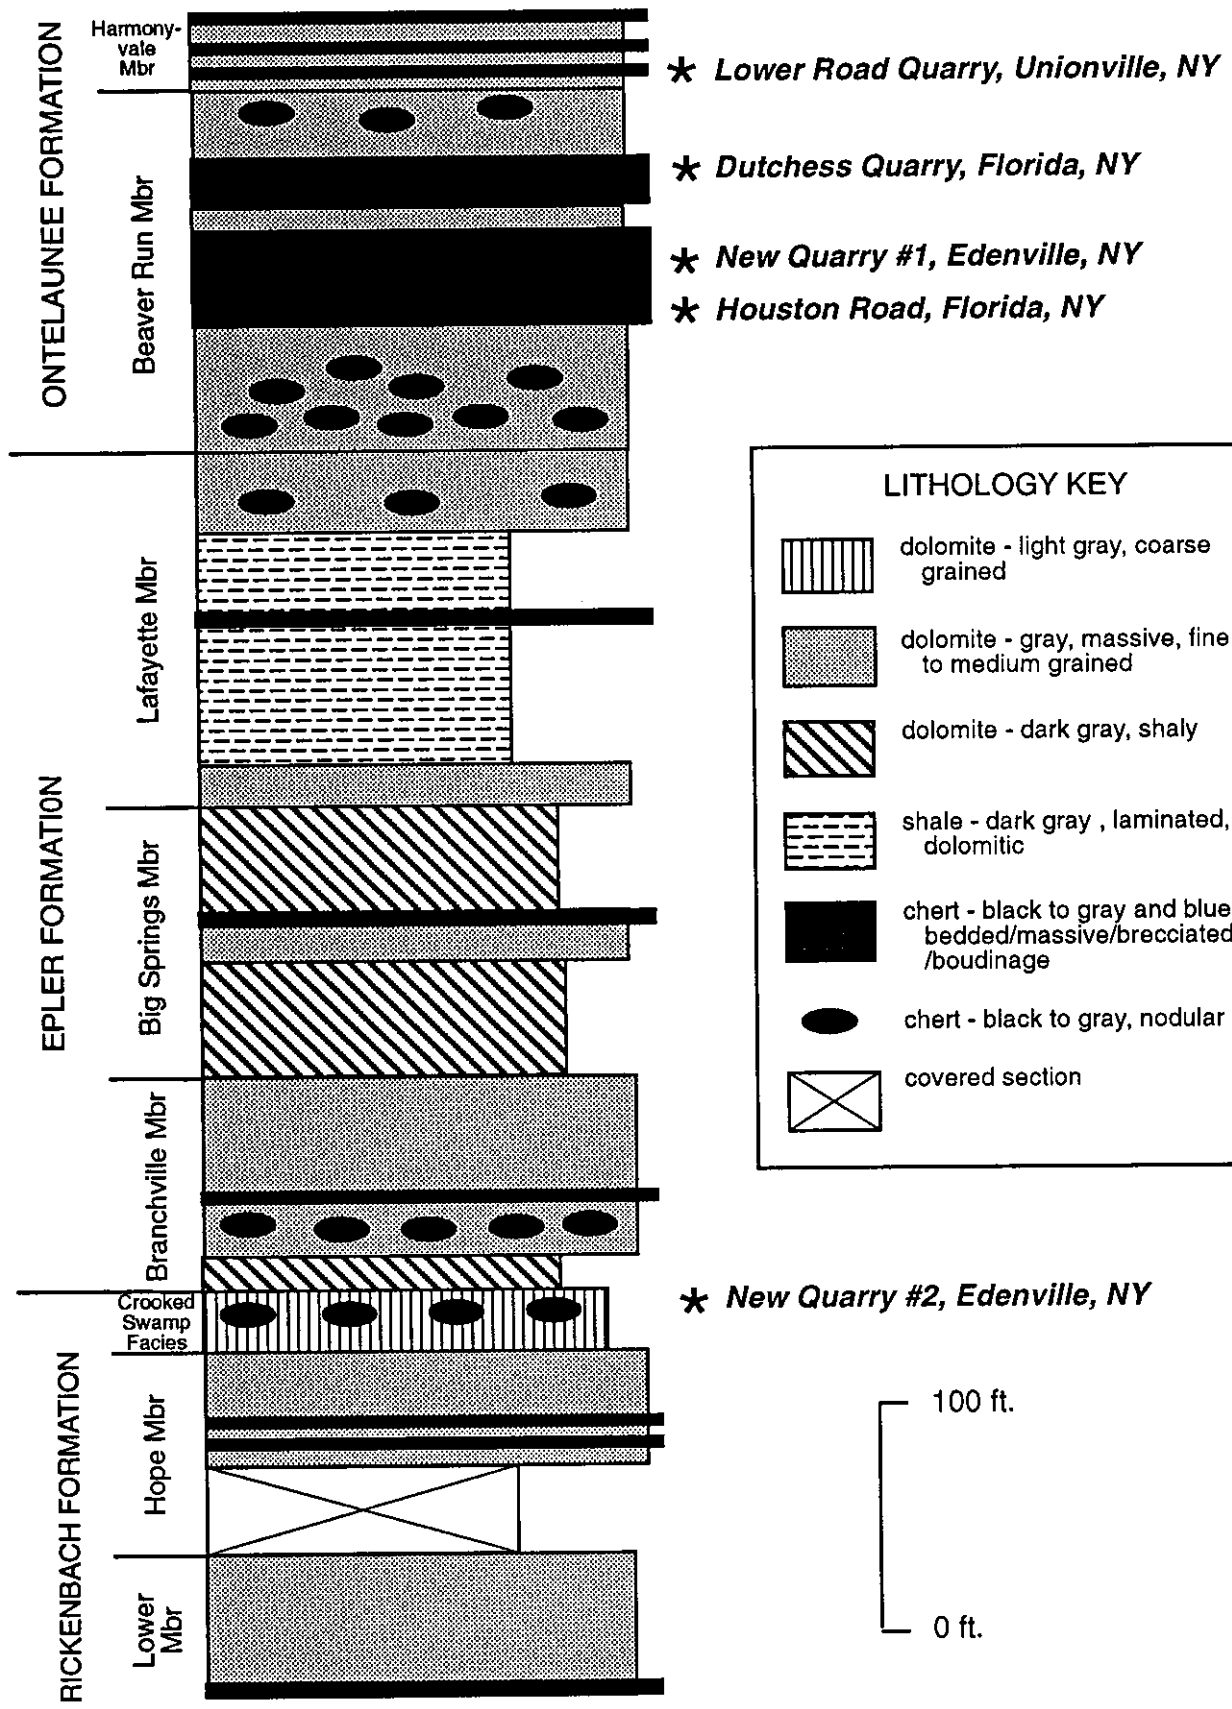 ONTELAUNEE FORMATION
Harmony-
vale
Mbr
Beaver Run Mbr
* Lower Road Quarry, Unionville, NY
* Dutchess Quarry, Florida, NY
* New Quarry #1, Edenville, NY
* Houston Road, Florida, NY
EPLER FORMATION
Lafayette Mbr
Big Springs Mbr
Branchville Mbr
LITHOLOGY KEY
dolomite - light gray, coarse
grained
dolomite - gray, massive, fine
to medium grained
dolomite - dark gray, shaly
shale - dark gray , laminated,
dolomitic
chert - black to gray and blue
bedded/massive/brecciated
/boudinage
chert - black to gray, nodular
covered section
RICKENBACH FORMATION
Crooked
Swamp
Facies
* New Quarry #2, Edenville, NY
Hope Mbr
Lower
Mbr
100 ft.
0 ft.